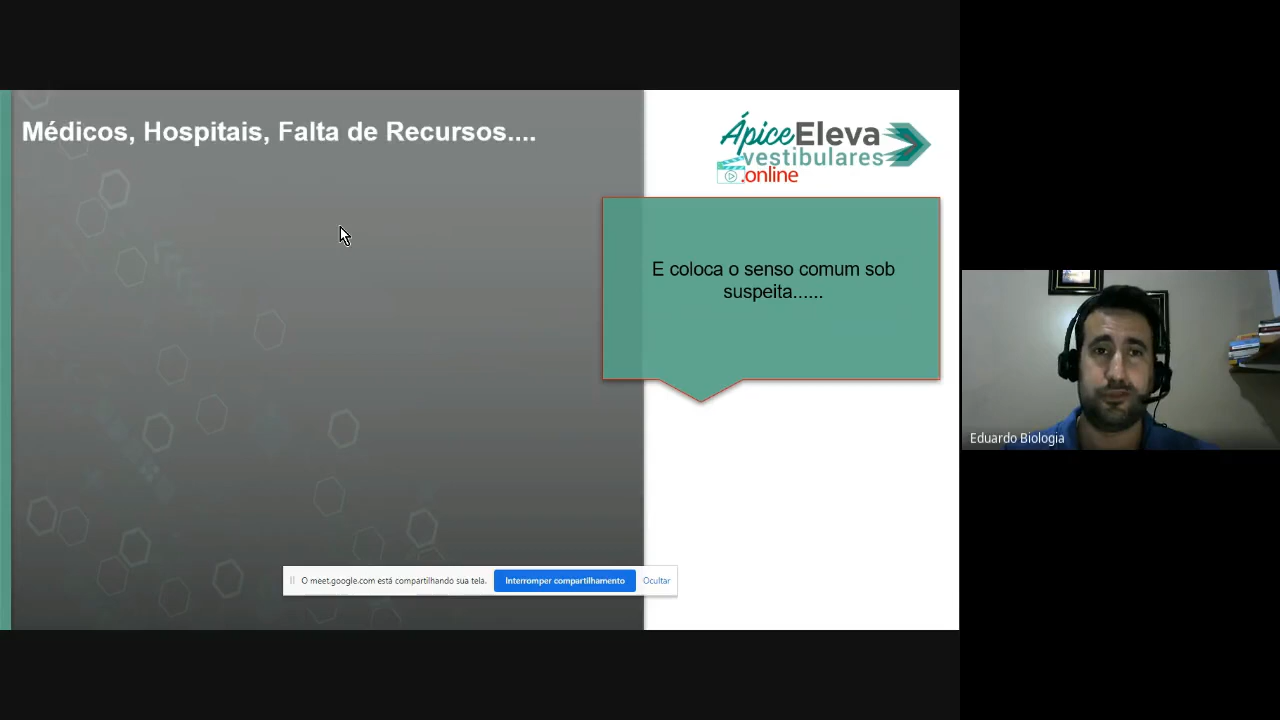 Médicos, Hospitais, Falta de Recursos....
ÁpiceEleva
vestibulares
.online
E coloca o senso comum sob
suspeita......
Eduardo Biologia
O meet.google.com está compartilhando sua tela. Interromper compartilhamento Ocultar